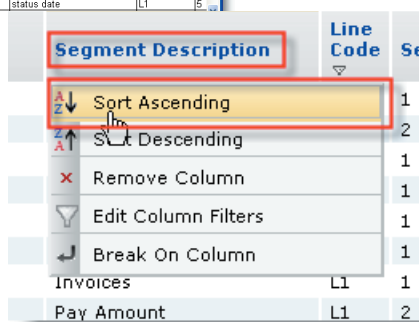 status date L1 5
Segment Description Line Code Se
Sort Ascending 1
Sort Descending 2
Remove Column 1
1
Edit Column Filters 1
Break On Column 1
Invoices L1 1
Pay Amount L1 2